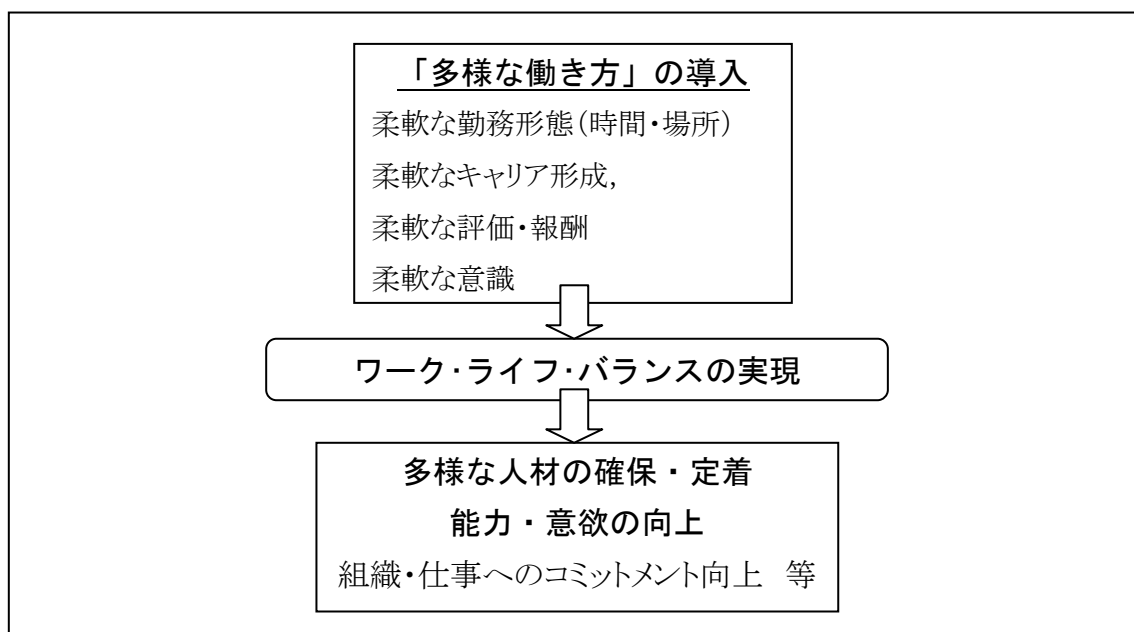 「多様な働き方」の導入
柔軟な勤務形態(時間・場所)
柔軟なキャリア形成,
柔軟な評価・報酬
柔軟な意識
ワーク・ライフ・バランスの実現
多様な人材の確保・定着
能力・意欲の向上
組織・仕事へのコミットメント向上　等